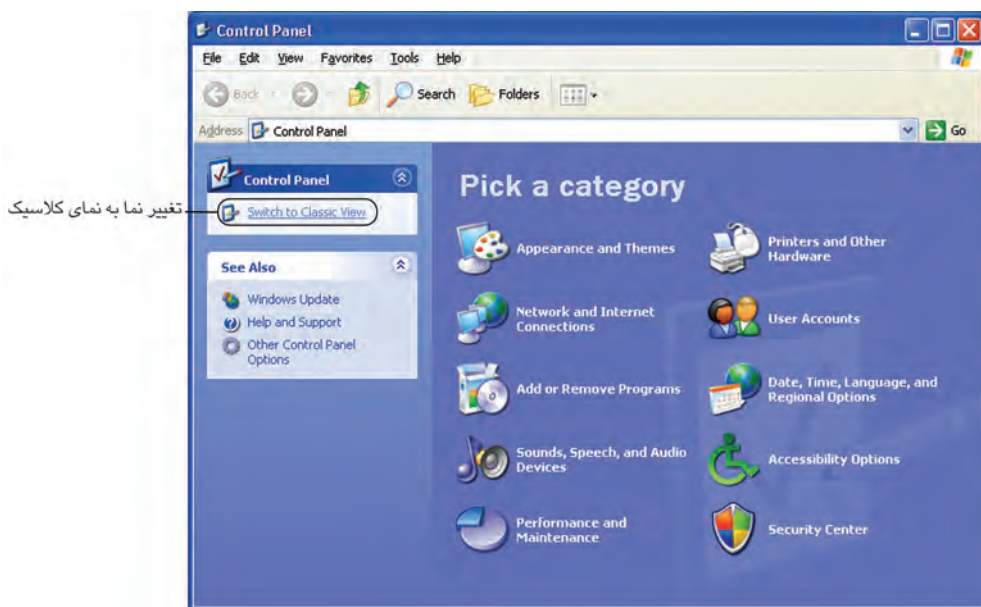 Control Panel
File Edit View Favorites Tools Help
Back Search Folders
Address Control Panel Go
تغییر نما به نمای کلاسیک
Control Panel
Switch to Classic View
See Also
Windows Update
Help and Support
Other Control Panel
Options
Pick a category
Appearance and Themes
Printers and Other
Hardware
Network and Internet
Connections
User Accounts
Add or Remove Programs
Date, Time, Language, and
Regional Options
Sounds, Speech, and Audio
Devices
Accessibility Options
Performance and
Maintenance
Security Center